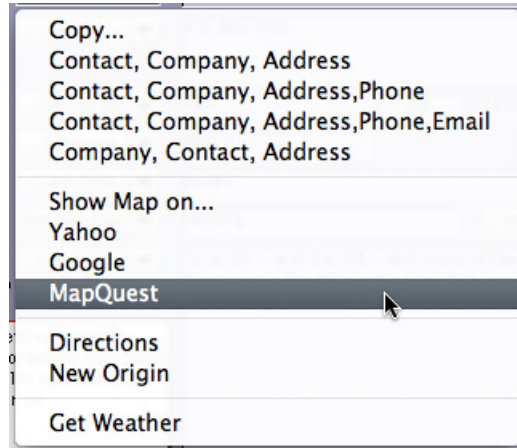 Copy...
Contact, Company, Address
Contact, Company, Address,Phone
Contact, Company, Address,Phone,Email
Company, Contact, Address
Show Map on...
Yahoo
Google
MapQuest
Directions
New Origin
Get Weather